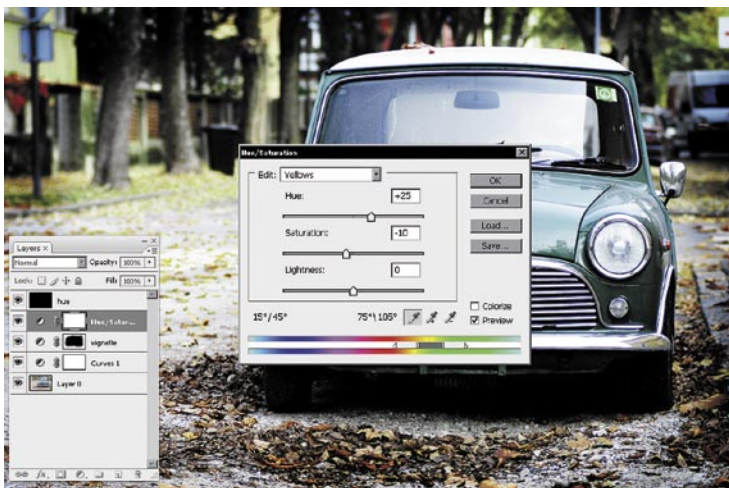 Hue/Saturation
Edit: Yellows
Hue: +25
Saturation: -10
Lightness: 0
OK
Cancel
Load...
Save...
15°/45° 75°\105°
Colorize
Preview
Layers ×
Normal Opacity: 100%
Lock: Fill: 100%
hue
Hue/Satur...
vignette
Curves 1
Layer 0